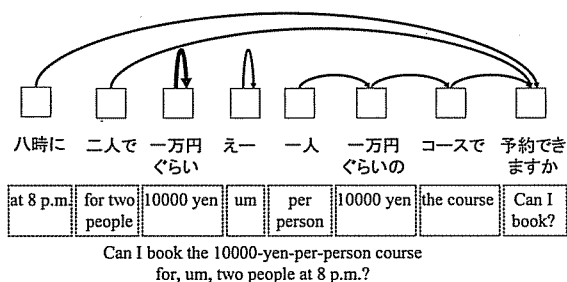 八時に 二人で 一万円 えー 一人 一万円 コースで 予約でき
ぐらい ぐらいの ますか
at 8 p.m. for two 10000 yen um per 10000 yen the course Can I
people person book?
Can I book the 10000-yen-per-person course
for, um, two people at 8 p.m.?